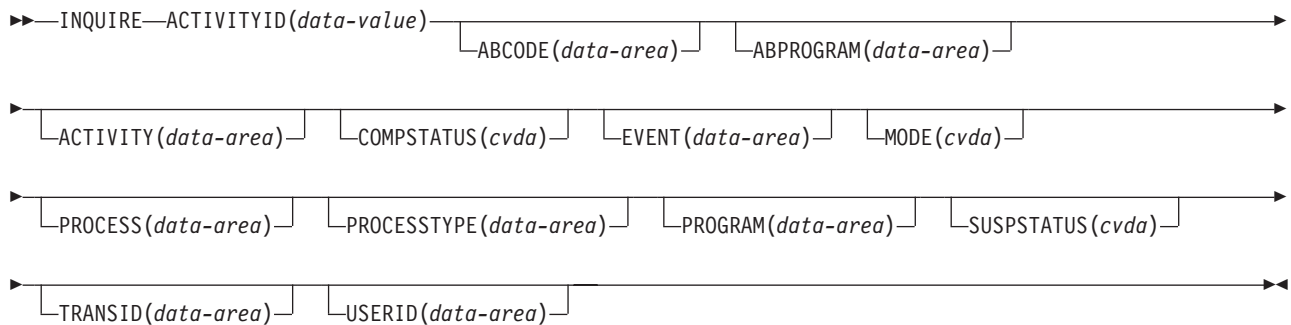 INQUIRE ACTIVITYID(data-value)
ABCODE(data-area) ABPROGRAM(data-area)
ACTIVITY(data-area) COMPSTATUS(cvda) EVENT(data-area) MODE(cvda)
PROCESS(data-area) PROCESSTYPE(data-area) PROGRAM(data-area) SUSPSTATUS(cvda)
TRANSID(data-area) USERID(data-area)